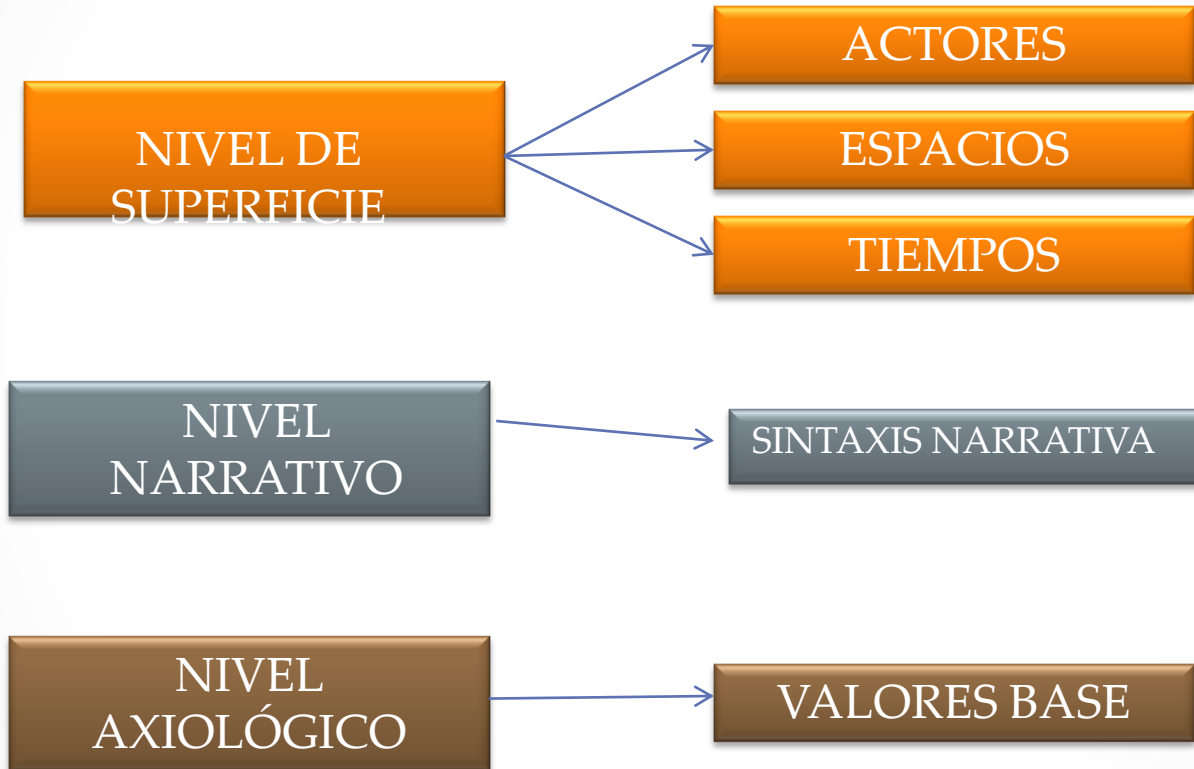 NIVEL DE
SUPERFICIE
ACTORES
ESPACIOS
TIEMPOS
NIVEL
NARRATIVO
SINTAXIS NARRATIVA
NIVEL
AXIOLÓGICO
VALORES BASE